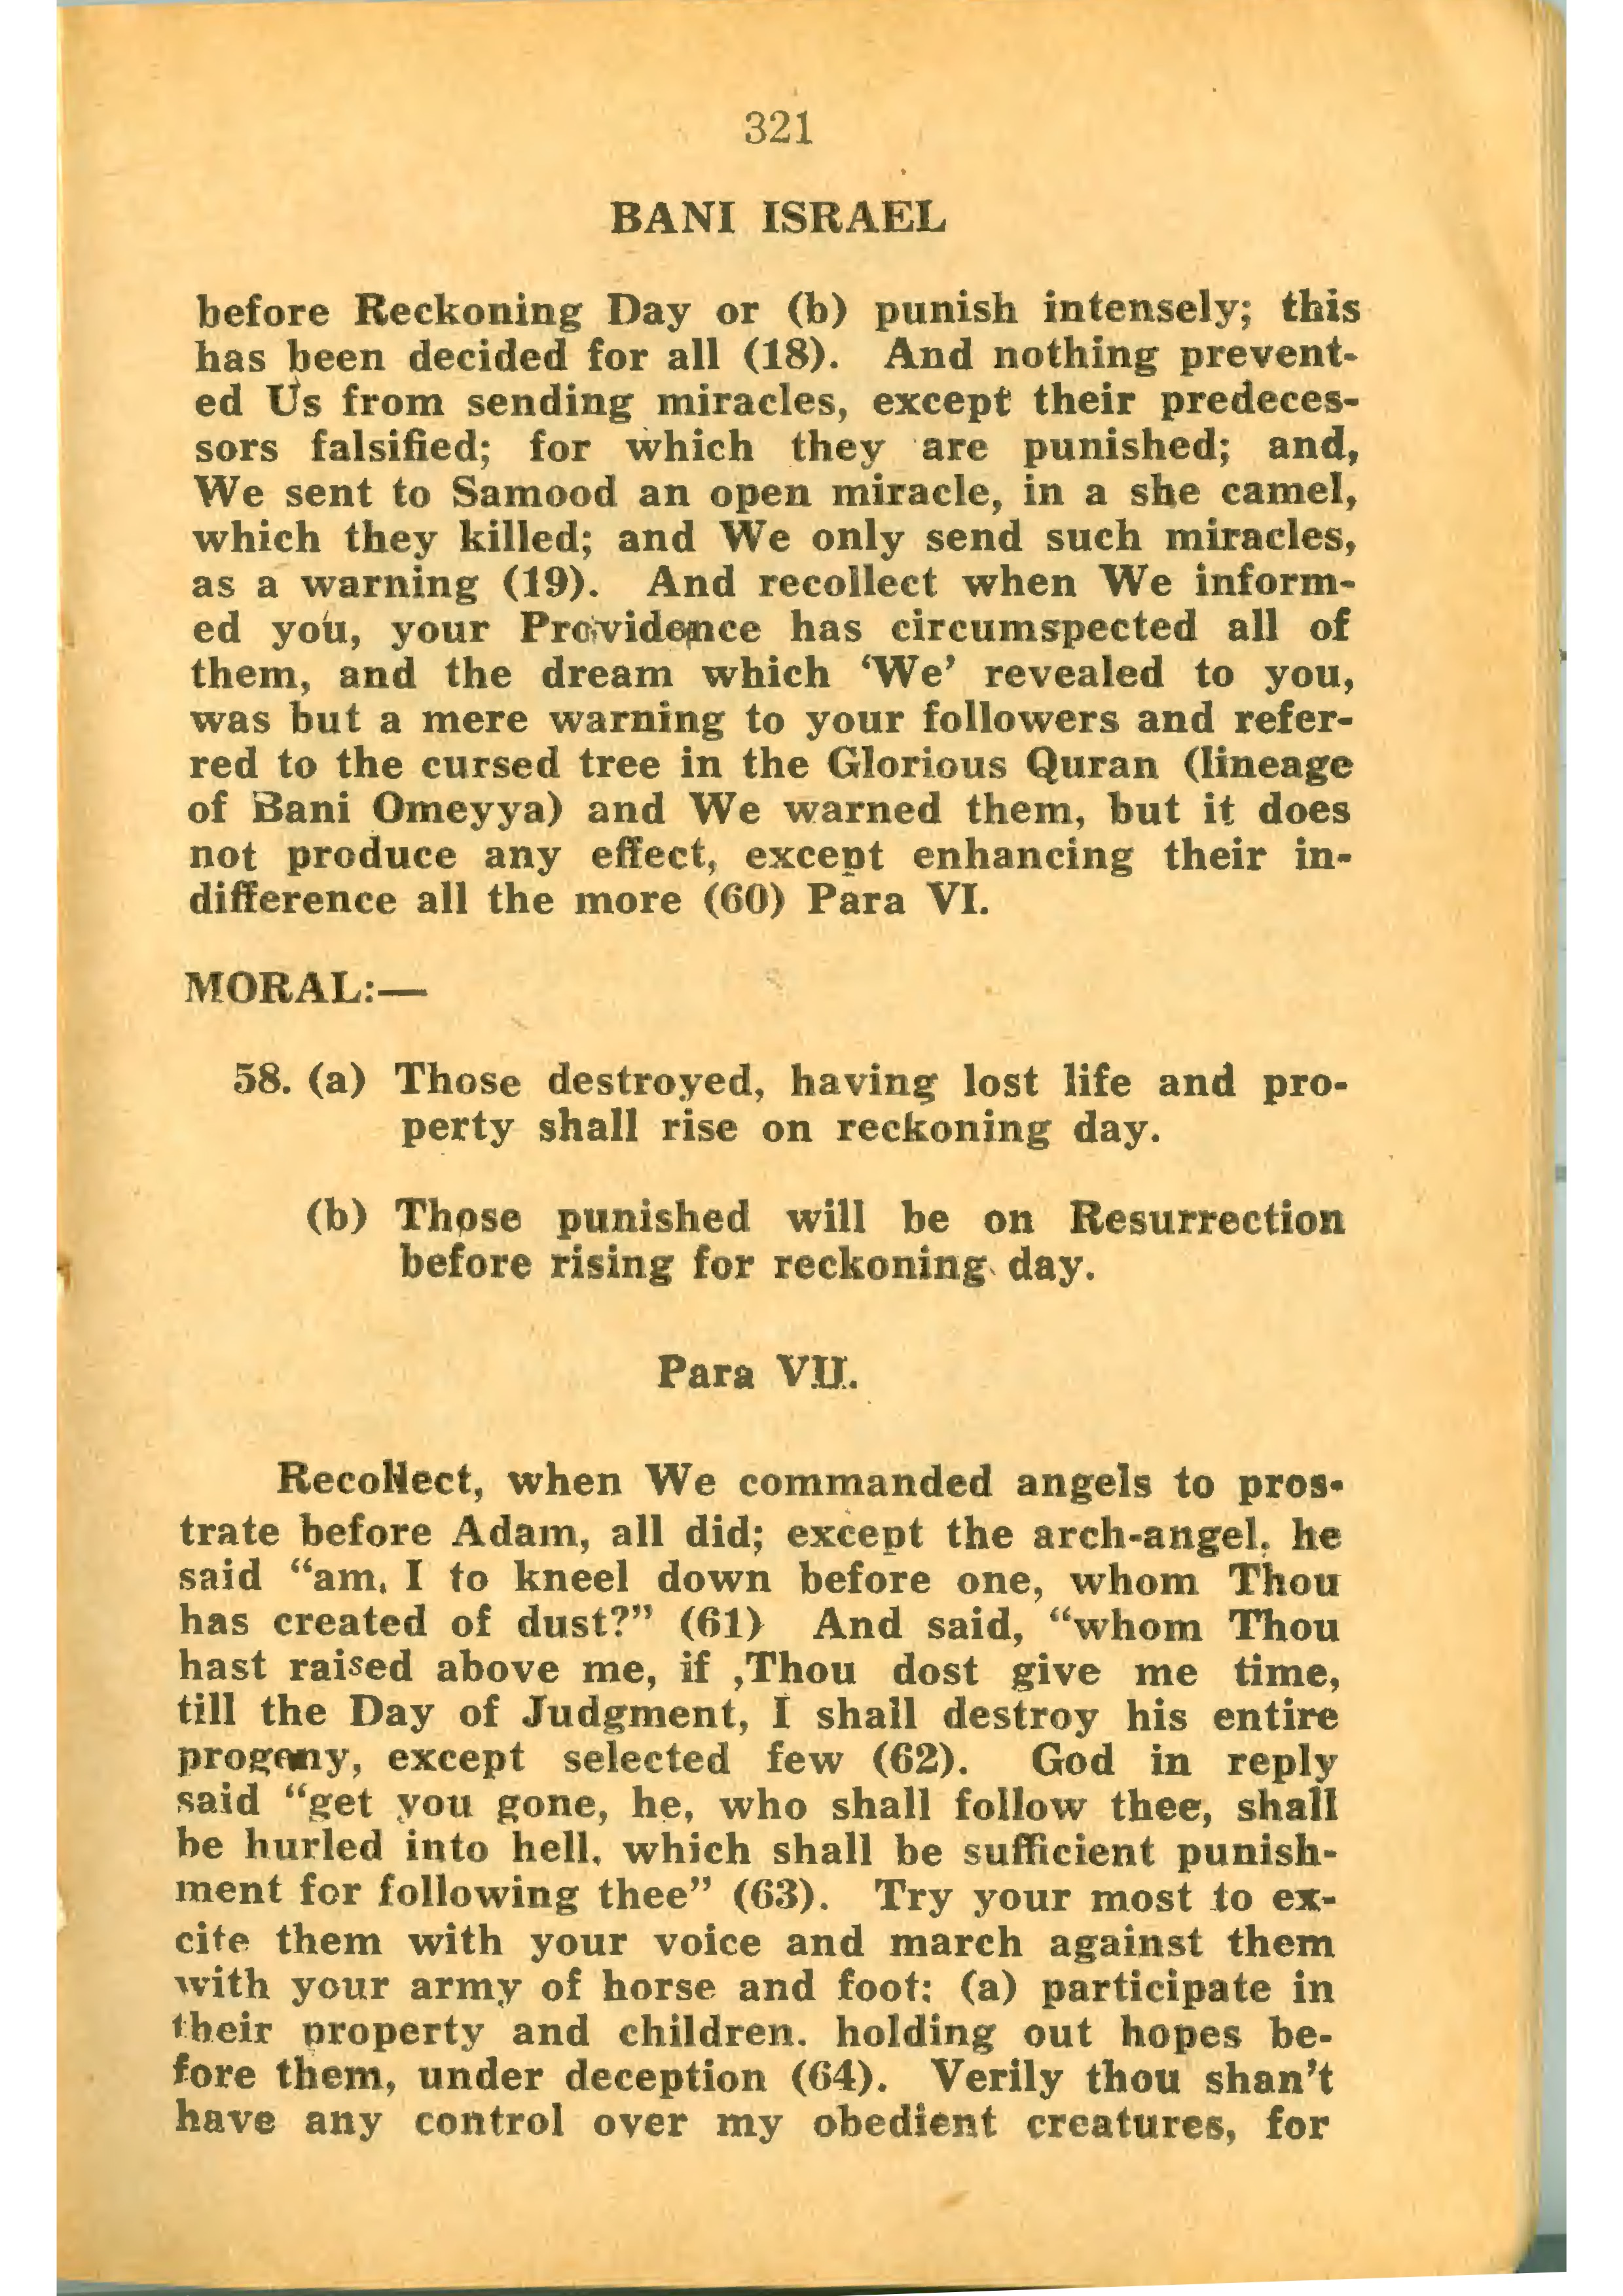 321
BANI ISRAEL
before Reckoning Day or (b) punish intensely; this
has been decided for all (18). And nothing prevent-
ed Us from sending miracles, except their predeces-
sors falsified; for which they are punished; and,
We sent to Samood an open miracle, in a she camel,
which they killed; and We only send such miracles,
as a warning (19). And recollect when We inform-
ed you, your Providence has circumspected all of
them, and the dream which ‘We’ revealed to you,
was but a mere warning to your followers and refer-
red to the cursed tree in the Glorious Quran (lineage
of Bani Omeyya) and We warned them, but it does
not produce any effect, except enhancing their in-
difference all the more (60) Para VI.
MORAL:—
58. (a) Those destroyed, having lost life and pro-
perty shall rise on reckoning day.
(b) Those punished will be on Resurrection
before rising for reckoning day.
Para VII.
Recollect, when We commanded angels to pros-
trate before Adam, all did; except the arch-angel. he
said “am. I to kneel down before one, whom Thou
has created of dust?” (61) And said, “whom Thou
hast raised above me, if ,Thou dost give me time,
till the Day of Judgment, I shall destroy his entire
progeny, except selected few (62). God in reply
said “get you gone, he, who shall follow thee, shall
be hurled into hell. which shall be sufficient punish-
ment for following thee” (63). Try your most to ex-
cite them with your voice and march against them
with your army of horse and foot: (a) participate in
their property and children. holding out hopes be-
fore them, under deception (64). Verily thou shan’t
have any control over my obedient creatures, for